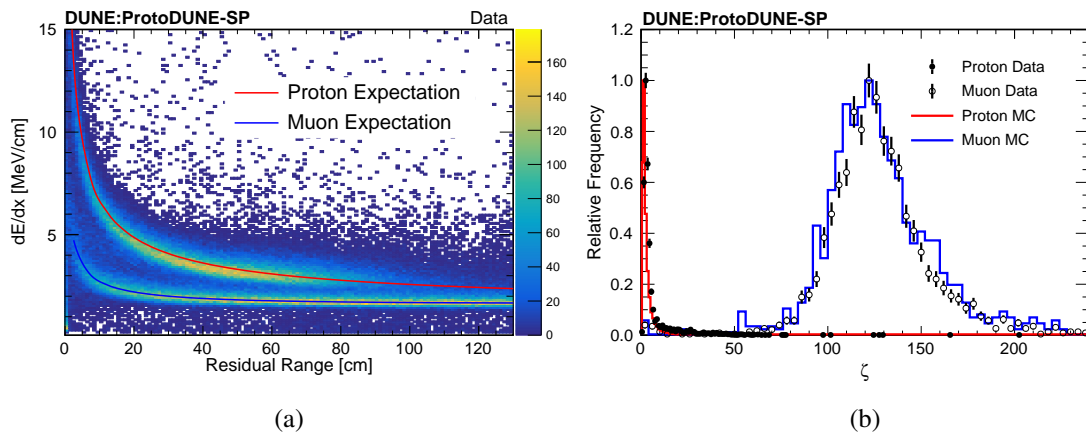 DUNE:ProtoDUNE-SP Data
15
10
5
dE/dx [MeV/cm]
Proton Expectation
Muon Expectation
0 20 40 60 80 100 120
Residual Range [cm]
160
140
120
100
80
60
40
20
0
(a)
DUNE:ProtoDUNE-SP
1.2
1.0
0.8
0.6
0.4
0.2
0.0
Relative Frequency
Proton Data
Muon Data
Proton MC
Muon MC
0 50 100 150 200
ζ
(b)